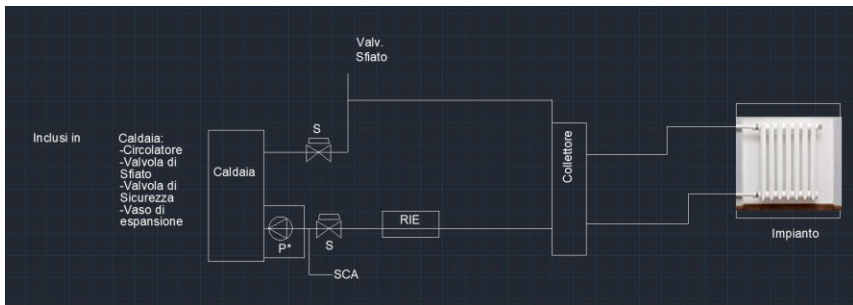 Valv.
Sfiato
Inclusi in
Caldaia:
-Circolatore
-Valvola di
Sfiato
-Valvola di
Sicurezza
-Vaso di
espansione
Caldaia
S
P*
S
RIE
SCA
Collettore
Impianto